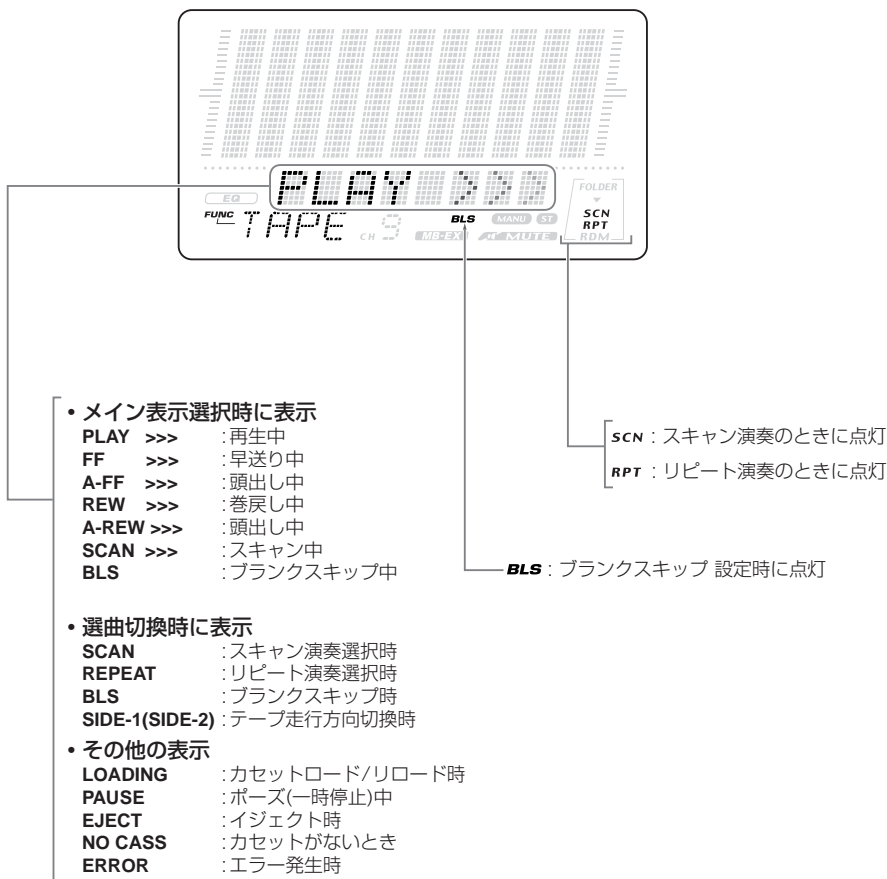 PLAY >>>
EQ
FOLDER
FUNC TAPE CH 9 BLS MANU ST SCN
MB-EX MUTE RPT
RDM
• メイン表示選択時に表示
PLAY >>> :再生中
FF >>> :早送り中
A-FF >>> :頭出し中
REW >>> :巻戻し中
A-REW >>> :頭出し中
SCAN >>> :スキャン中
BLS :ブランクスキップ中
SCN : スキャン演奏のときに点灯
RPT : リピート演奏のときに点灯
BLS : ブランクスキップ 設定時に点灯
• 選曲切換時に表示
SCAN :スキャン演奏選択時
REPEAT :リピート演奏選択時
BLS :ブランクスキップ時
SIDE-1(SIDE-2) :テープ走行方向切換時
• その他の表示
LOADING :カセットロード/リロード時
PAUSE :ポーズ(一時停止)中
EJECT :イジェクト時
NO CASS :カセットがないとき
ERROR :エラー発生時